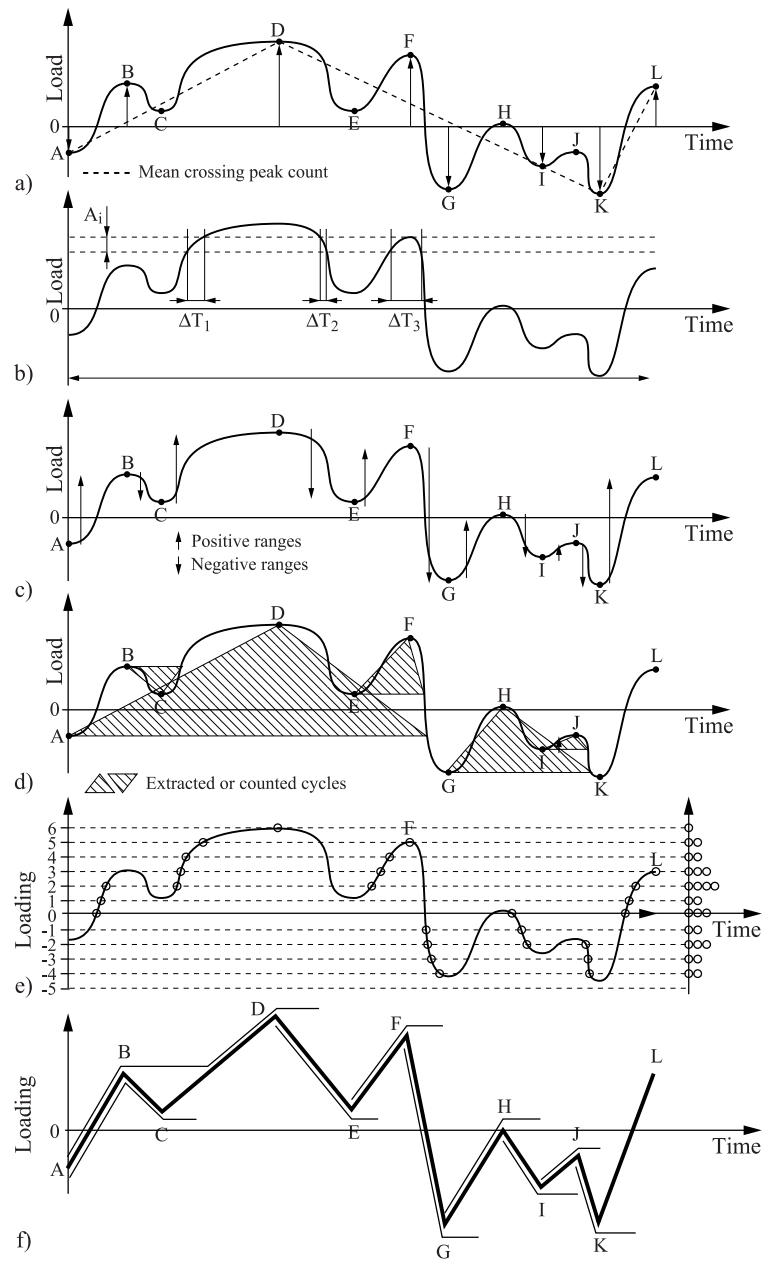 D
F
B
L
Load
C
E
H
0
Time
A
J
I
Mean crossing peak count
G
K
a)
A i
Load
0
ΔT1
ΔT2
ΔT3
Time
b)
D
F
B
L
Load
C
E
H
0
A
J
Time
Positive ranges
Negative ranges
I
G
K
c)
D
F
B
L
Load
C
E
H
0
A
J
Time
I
G
K
Extracted or counted cycles
d)
6
5
4
3
2
1
0
-1
-2
-3
-4
-5
Loading
F
L
Time
e)
D
F
B
L
Loading
C
E
H
0
Time
A
J
I
G
K
f)